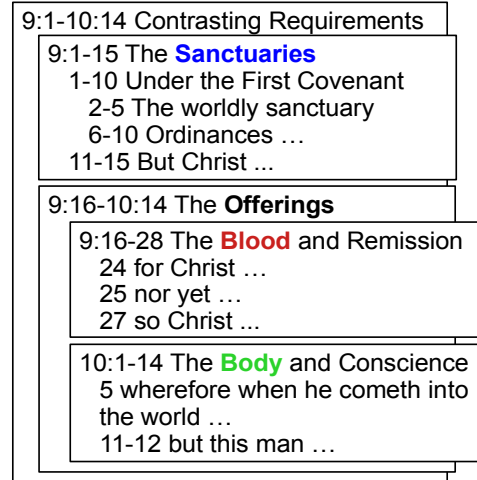 9:1-10:14 Contrasting Requirements
9:1-15 The Sanctuaries
1-10 Under the First Covenant
2-5 The worldly sanctuary
6-10 Ordinances …
11-15 But Christ ...
9:16-10:14 The Offerings
9:16-28 The Blood and Remission
24 for Christ …
25 nor yet …
27 so Christ ...
10:1-14 The Body and Conscience
5 wherefore when he cometh into
the world …
11-12 but this man …